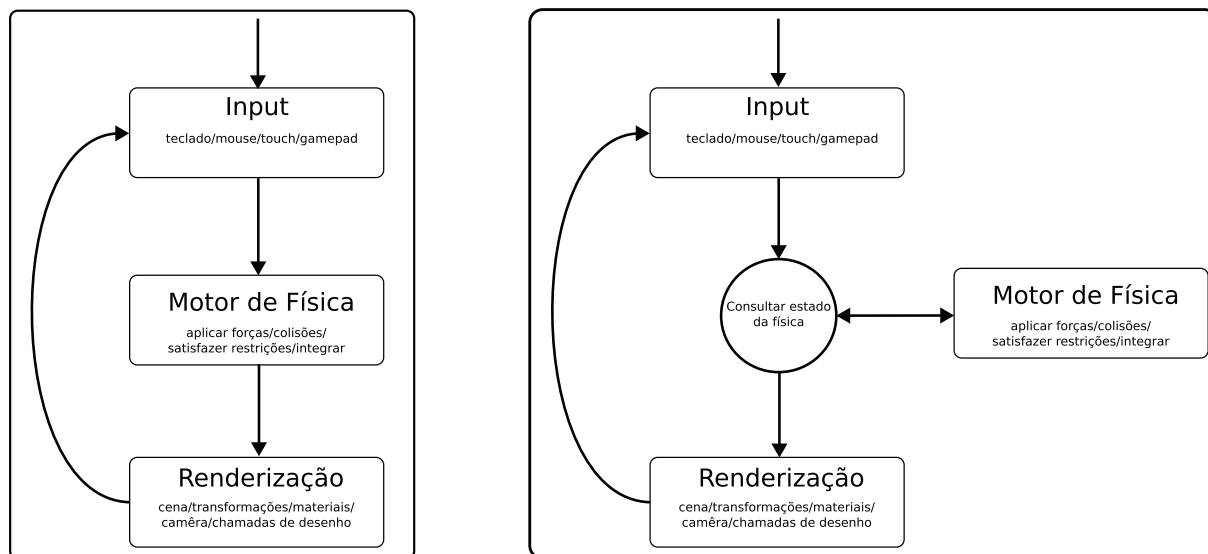 Input
teclado/mouse/touch/gamepad
Motor de Física
aplicar forças/colisões/
satisfazer restrições/integrar
Renderização
cena/transformações/materiais/
camêra/chamadas de desenho
Input
teclado/mouse/touch/gamepad
Consultar estado
da física
Motor de Física
aplicar forças/colisões/
satisfazer restrições/integrar
Renderização
cena/transformações/materiais/
camêra/chamadas de desenho